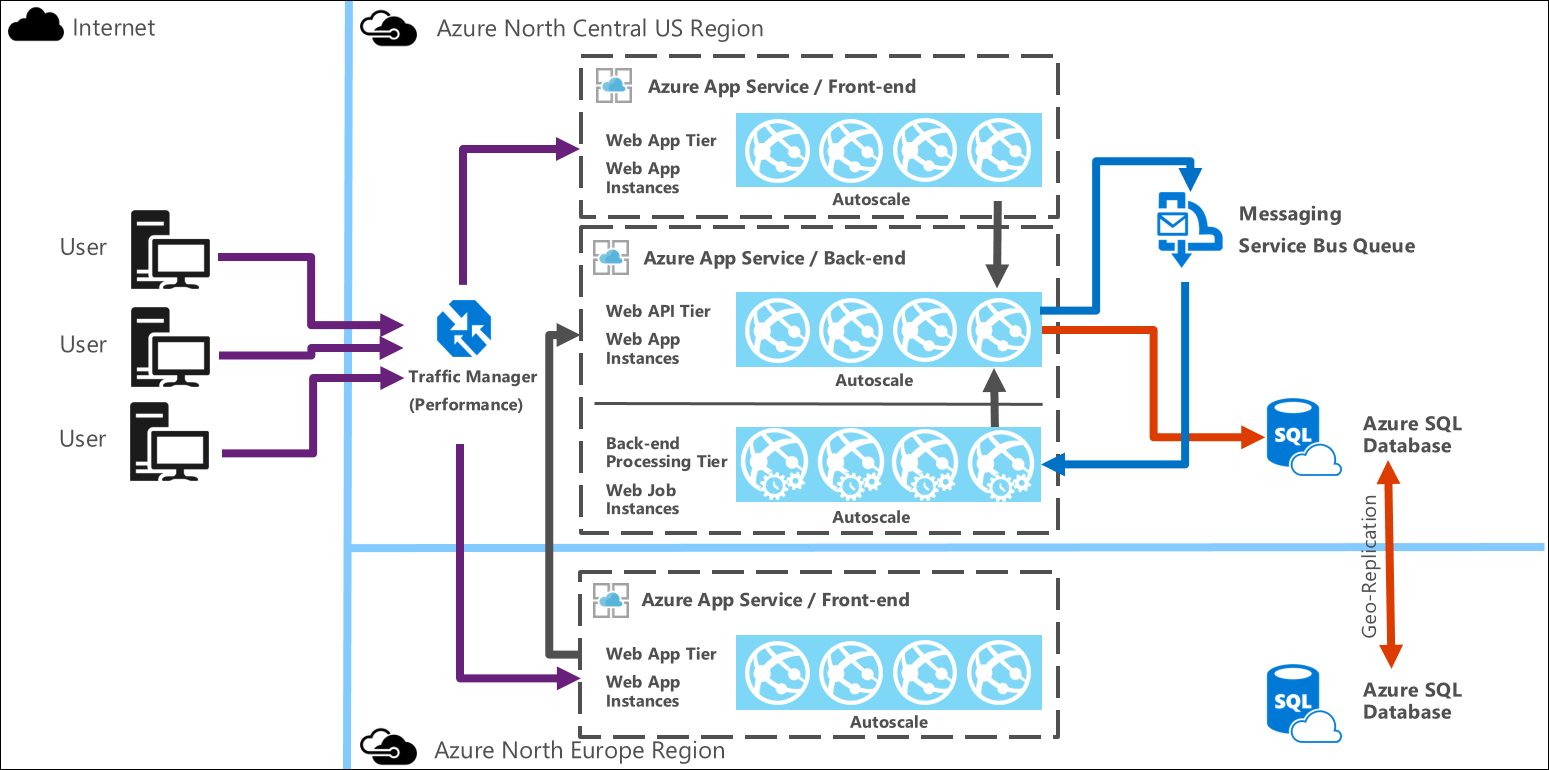 Internet
Azure North Central US Region
Azure App Service / Front-end
Web App Tier
Web App
Instances
Autoscale
Messaging
Service Bus Queue
User
User
User
Traffic Manager
(Performance)
Azure App Service / Back-end
Web API Tier
Web App
Instances
Autoscale
Back-end
Processing Tier
Web Job
Instances
Autoscale
SQL
Azure SQL
Database
Geo-Replication
Azure App Service / Front-end
Web App Tier
Web App
Instances
Autoscale
SQL
Azure SQL
Database
Azure North Europe Region